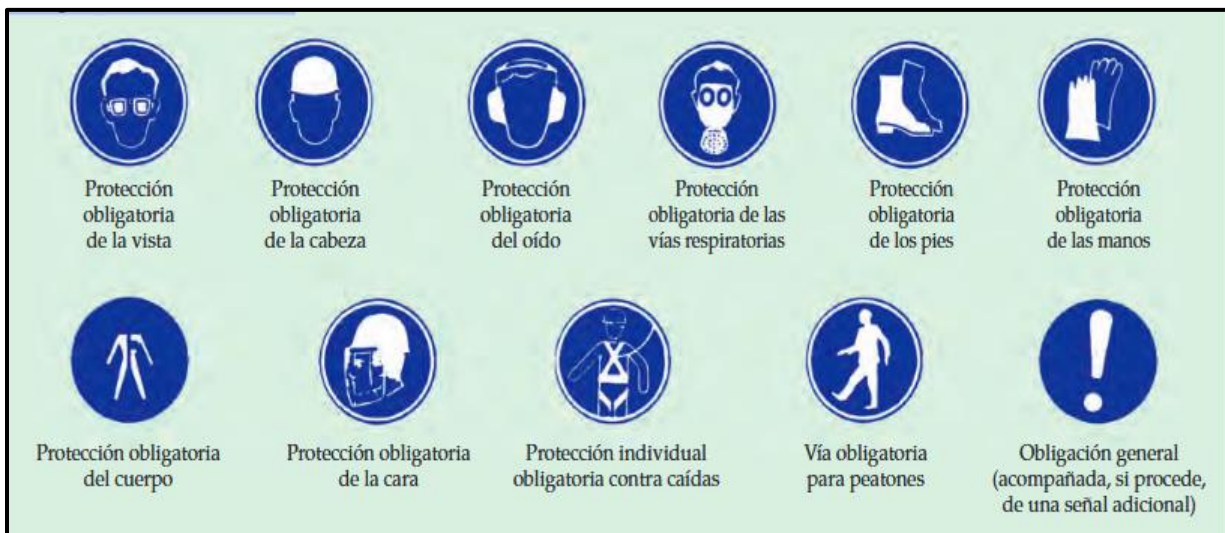 Protección
obligatoria
de la vista
Protección
obligatoria
de la cabeza
Protección
obligatoria
del oído
Protección
obligatoria de las
vías respiratorias
Protección
obligatoria
de los pies
Protección
obligatoria
de las manos
Protección obligatoria
del cuerpo
Protección obligatoria
de la cara
Protección individual
obligatoria contra caídas
Vía obligatoria
para peatones
Obligación general
(acompañada, si procede,
de una señal adicional)